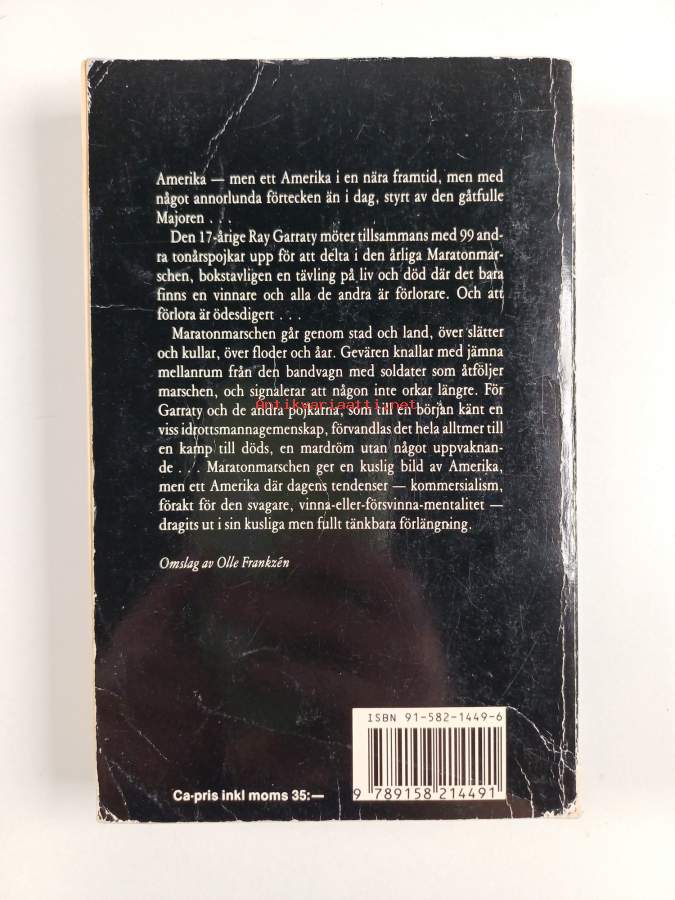 Amerika — men ett Amerika i en nära framtid, men med
något annorlunda förtecken än i dag, styrt av den gåtfulle
Majoren . . .
Den 17-årige Ray Garraty möter tillsammans med 99 and-
ra tonårspojkar upp för att delta i den årliga Maratonmar-
schen, bokstavligen en tävling på liv och död där det bara
finns en vinnare och alla de andra är förlorare. Och att
förlora är ödesdigert . . .
Maratonmarschen går genom stad och land, över slätter
och kullar, över floder och åar. Gevären knallar med jämna
mellanrum från den bandvagn med soldater som åtföljer
marschen, och signalerar att någon inte orkar längre. För
Garraty och de andra pojkarna, som till en början känt en
Antikvariaatti.net
viss idrottsmannagemenskap, förvandlas det hela alltmer till
en kamp till döds, en mardröm utan något uppvaknan-
de . . . Maratonmarschen ger en kuslig bild av Amerika,
men ett Amerika där dagens tendenser — kommersialism,
förakt för den svagare, vinna-eller-försvinna-mentalitet —
dragits ut i sin kusliga men fullt tänkbara förlängning.
Omslag av Olle Frankzén
ISBN 91-582-1449-6
Ca-pris inkl moms 35:—
9 789158 214491